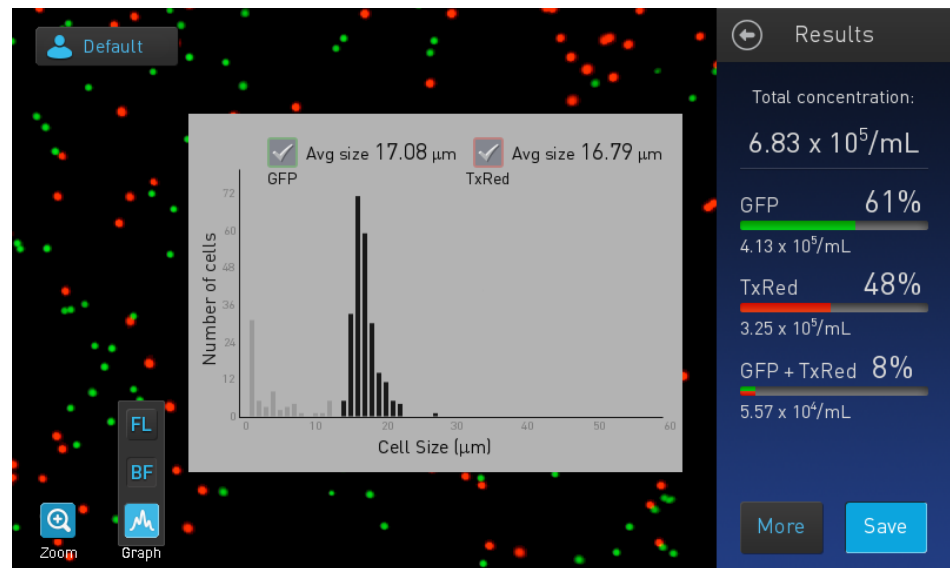 Default
Results
Total concentration:
6.83 x 10⁵/mL
Avg size 17.08 μm
Avg size 16.79 μm
GFP
TxRed
72
60
48
36
24
12
0
Number of cells
0 10 20 30 40 50 60
Cell Size (μm)
GFP 61%
4.13 x 10⁵/mL
TxRed 48%
3.25 x 10⁵/mL
GFP + TxRed 8%
5.57 x 10⁴/mL
FL
BF
Zoom
Graph
More
Save